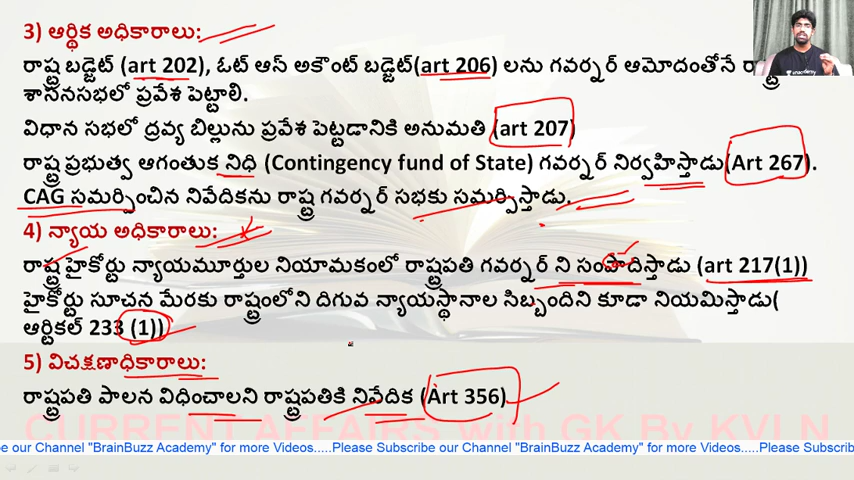 3) ఆర్థిక అధికారాలు:
రాష్ట్ర బడ్జెట్ (art 202), ఓట్ ఆన్ అకౌంట్ బడ్జెట్(art 206) లను గవర్నర్ ఆమోదంతోనే రాష్ట్ర
శాసనసభలో ప్రవేశ పెట్టాలి.
విధాన సభలో ద్రవ్య బిల్లును ప్రవేశ పెట్టడానికి అనుమతి (art 207)
రాష్ట్ర ప్రభుత్వ ఆగంతుక నిధి (Contingency fund of State) గవర్నర్ నిర్వహిస్తాడు(Art 267).
CAG సమర్పించిన నివేదికను రాష్ట్ర గవర్నర్ సభకు సమర్పిస్తాడు.
4) న్యాయ అధికారాలు:
రాష్ట్ర హైకోర్టు న్యాయమూర్తుల నియామకంలో రాష్ట్రపతి గవర్నర్ ని సంప్రదిస్తాడు (art 217(1))
హైకోర్టు సూచన మేరకు రాష్ట్రంలోని దిగువ న్యాయస్థానాల సిబ్బందిని కూడా నియమిస్తాడు(
ఆర్టికల్ 233 (1))
5) విచక్షణాధికారాలు:
రాష్ట్రపతి పాలన విధించాలని రాష్ట్రపతికి నివేదిక (Art 356)
CURRENT AFFAIRS with GK By KVLN
be our Channel "BrainBuzz Academy" for more Videos.....Please Subscribe our Channel "BrainBuzz Academy" for more Videos.....Please Subscribe
unacademy